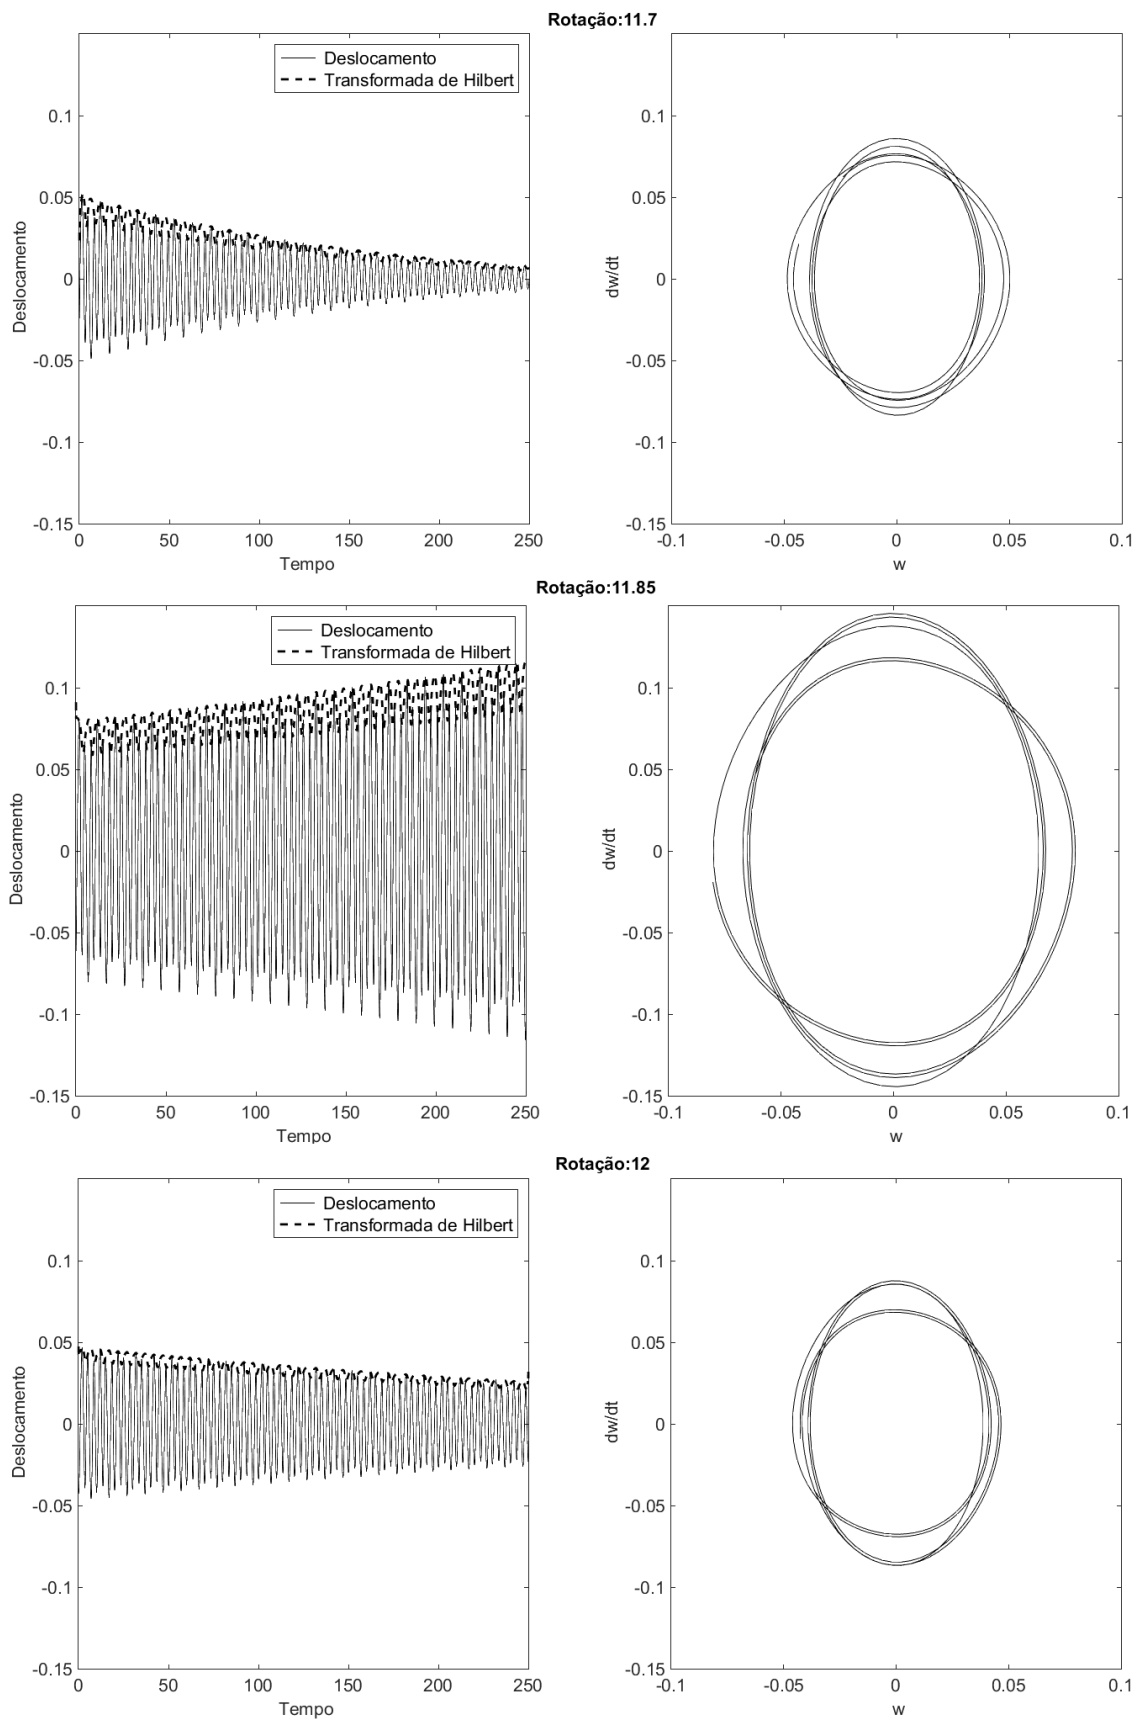 Rotação:11.7
Deslocamento
Transformada de Hilbert
0.1
0.05
0
-0.05
-0.1
-0.15
Deslocamento
0 50 100 150 200 250
Tempo
0.1
0.05
0
-0.05
-0.1
-0.15
dw/dt
-0.1 -0.05 0 0.05 0.1
w
Rotação:11.85
Deslocamento
Transformada de Hilbert
0.1
0.05
0
-0.05
-0.1
-0.15
Deslocamento
0 50 100 150 200 250
Tempo
0.1
0.05
0
-0.05
-0.1
-0.15
dw/dt
-0.1 -0.05 0 0.05 0.1
w
Rotação:12
Deslocamento
Transformada de Hilbert
0.1
0.05
0
-0.05
-0.1
-0.15
Deslocamento
0 50 100 150 200 250
Tempo
0.1
0.05
0
-0.05
-0.1
-0.15
dw/dt
-0.1 -0.05 0 0.05 0.1
w